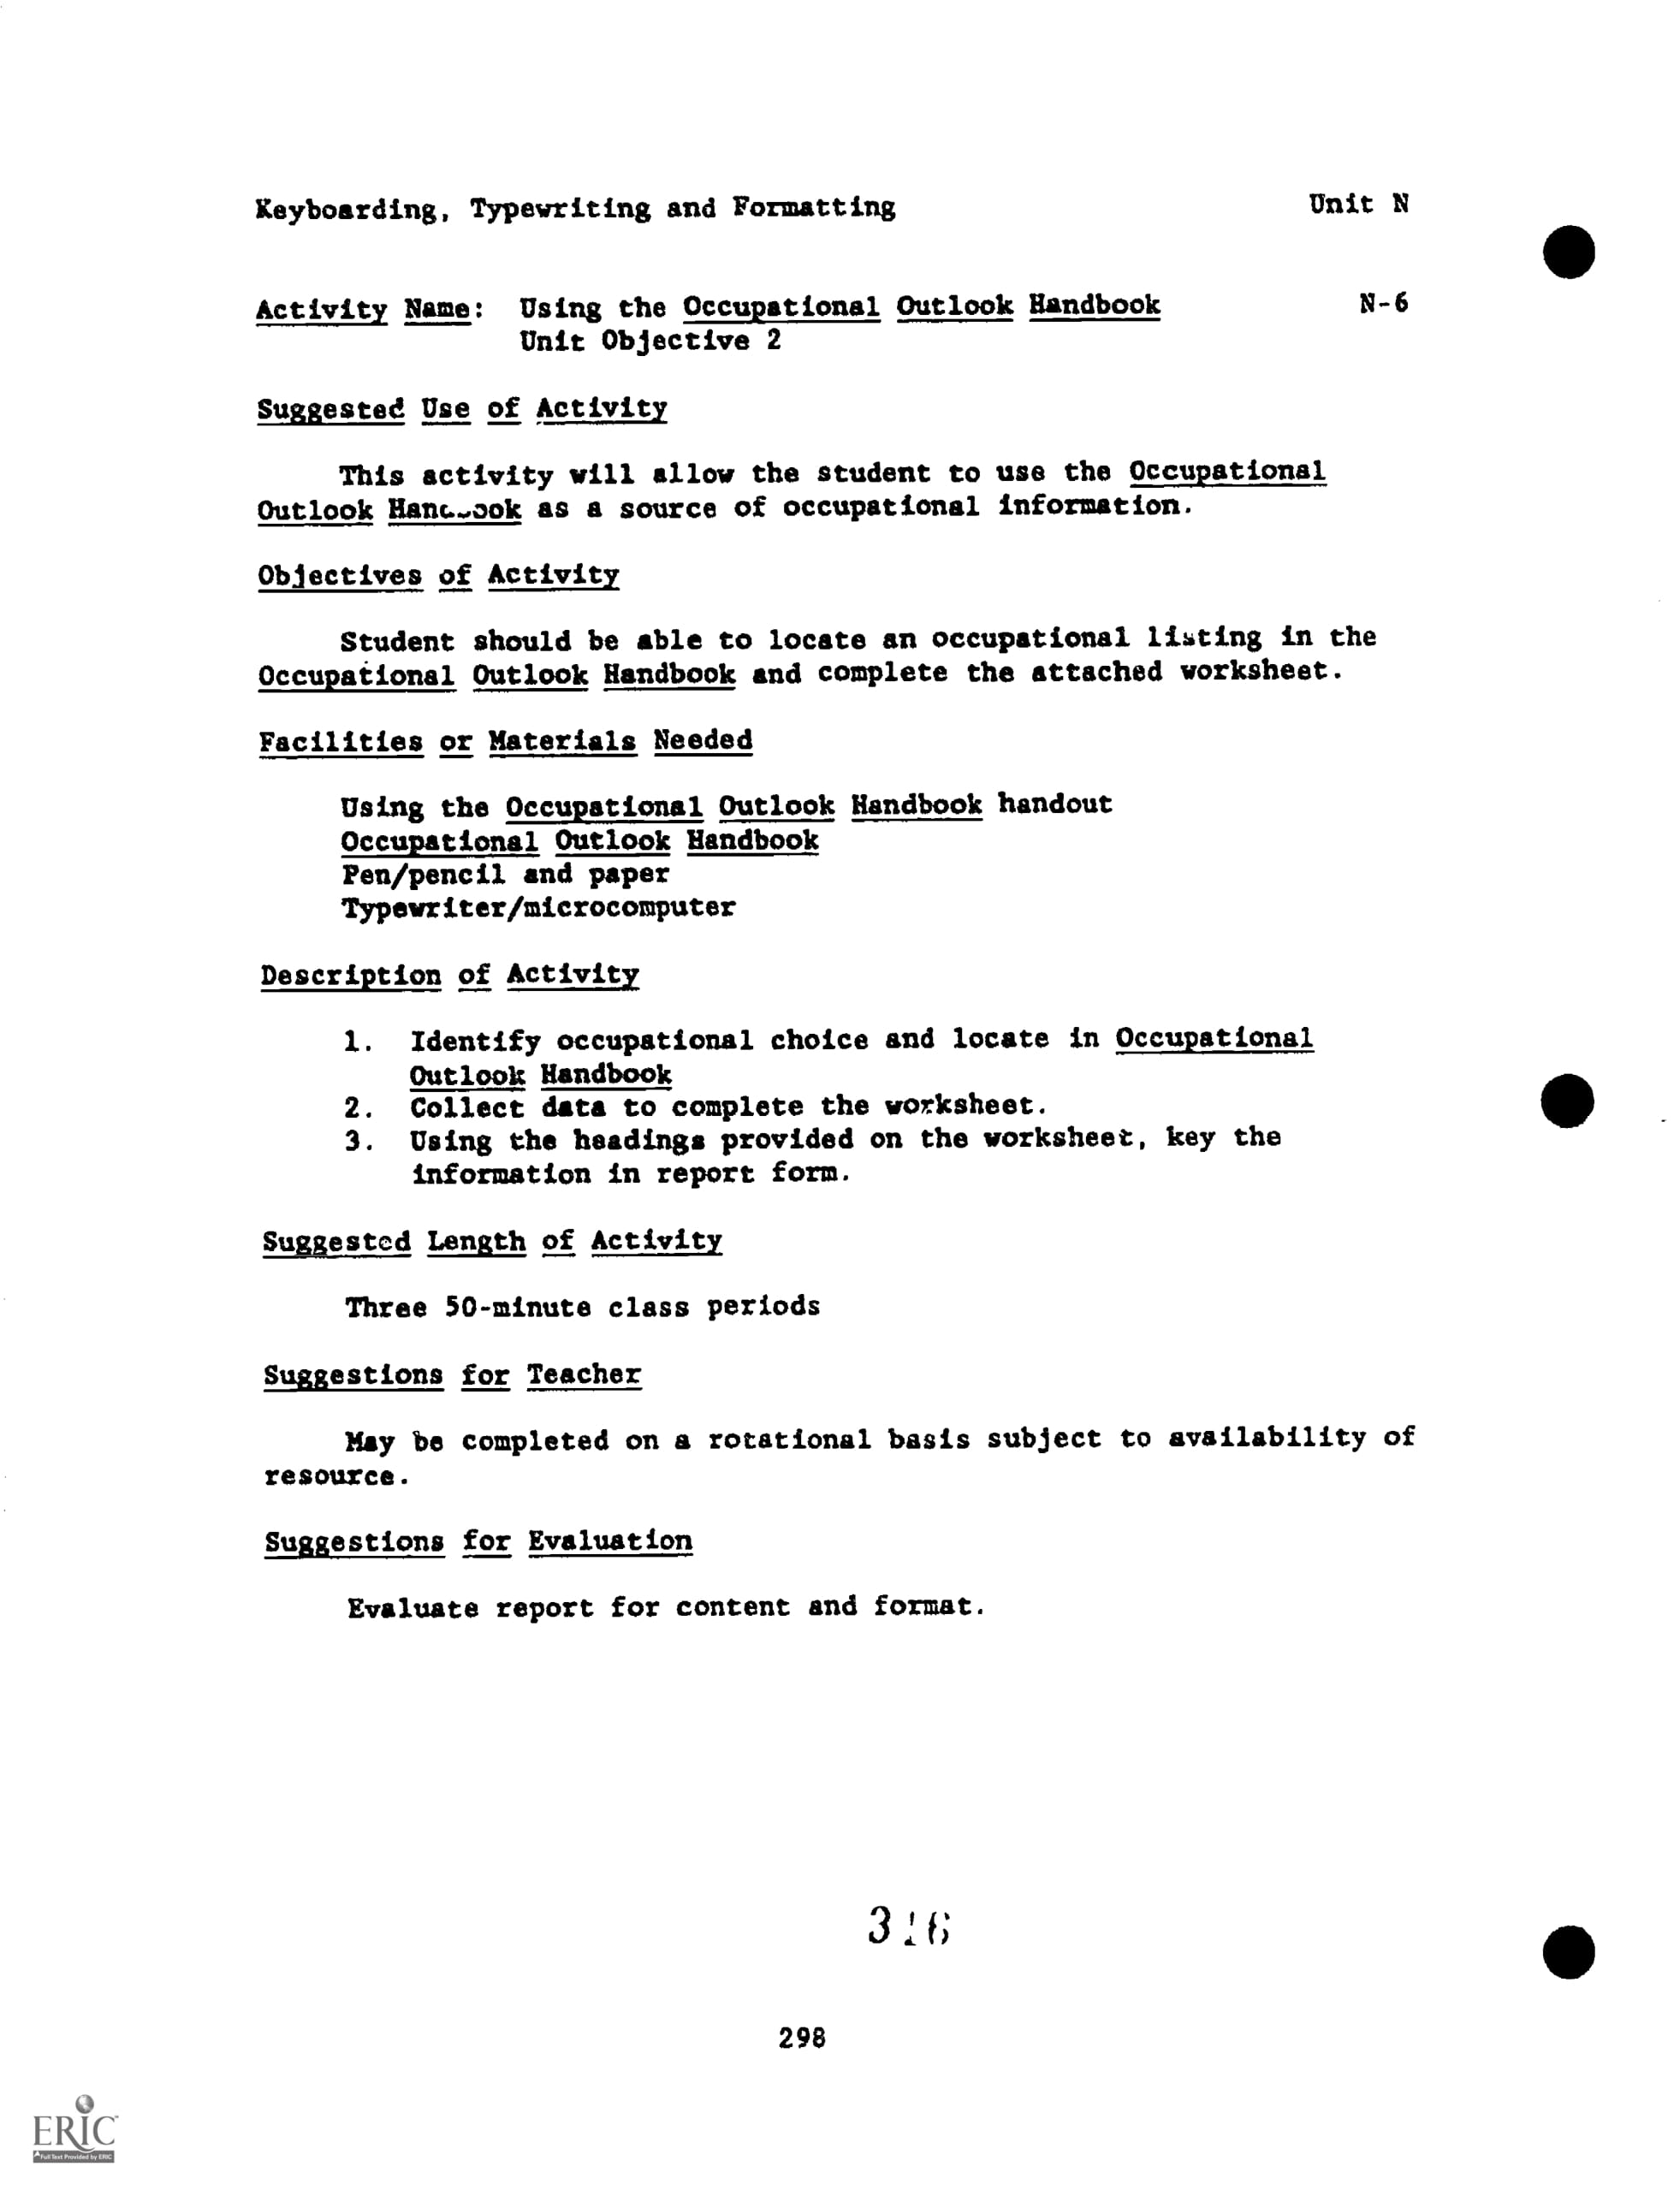 Keyboarding, Typewriting and Formatting Unit N
Activity Name: Using the Occupational Outlook Handbook N-6
Unit Objective 2
Suggested Use of Activity
This activity will allow the student to use the Occupational
Outlook as a source of occupational information.
Objectives of Activity
Student should be able to locate an occupational listing in the
Occupational Outlook Handbook and complete the attached worksheet.
Facilities or Materials Needed
Using the Occupational Outlook Handbook handout
Occupational Outlook Handbook
Pen/pencil and paper
Typewriter/microcomputer
Description of Activity
1. Identify occupational choice and locate in Occupational
Outlook Handbook
2. Collect data to complete the worksheet.
3. Using the headings provided on the worksheet, key the
information in report form.
Suggested Length of Activity
Three 50-minute class periods
Suggestions for Teacher
May be completed on a rotational basis subject to availability of
resource.
Suggestions for Evaluation
Evaluate report for content and format.
316
298
ERIC
Full Text Provided by ERIC